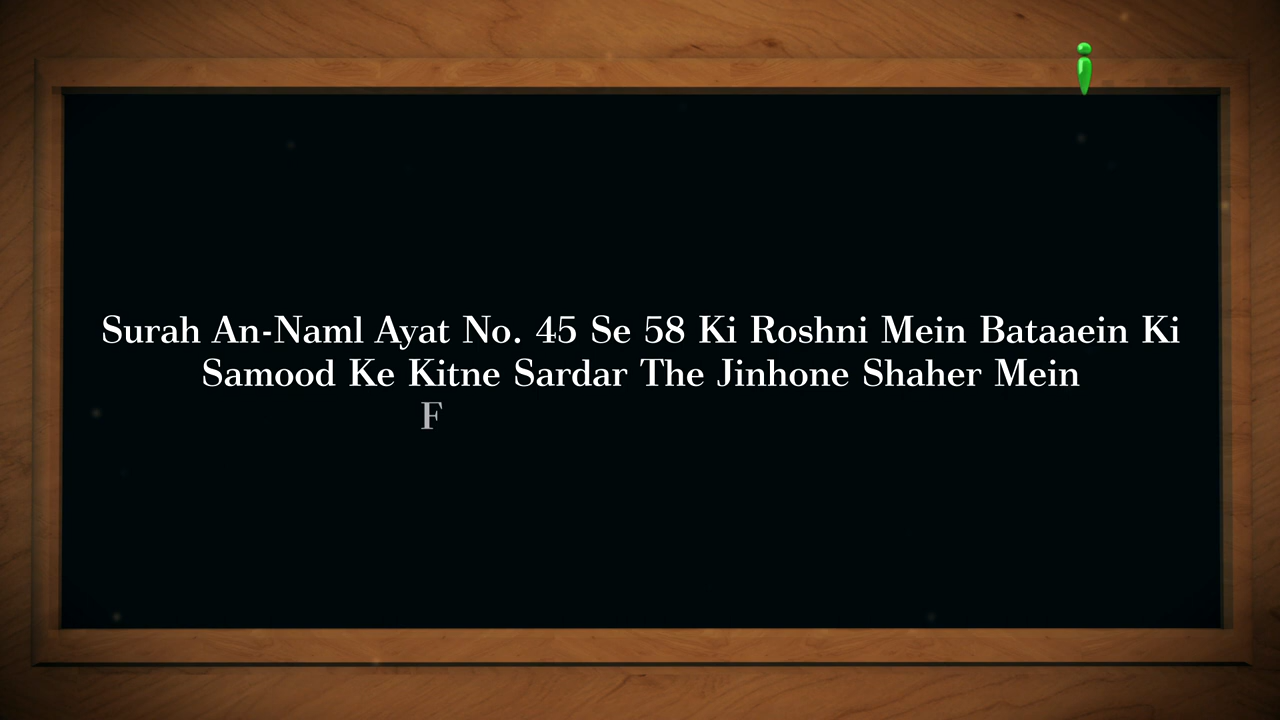 Surah An-Naml Ayat No. 45 Se 58 Ki Roshni Mein Bataaein Ki
Samood Ke Kitne Sardar The Jinhone Shaher Mein
F